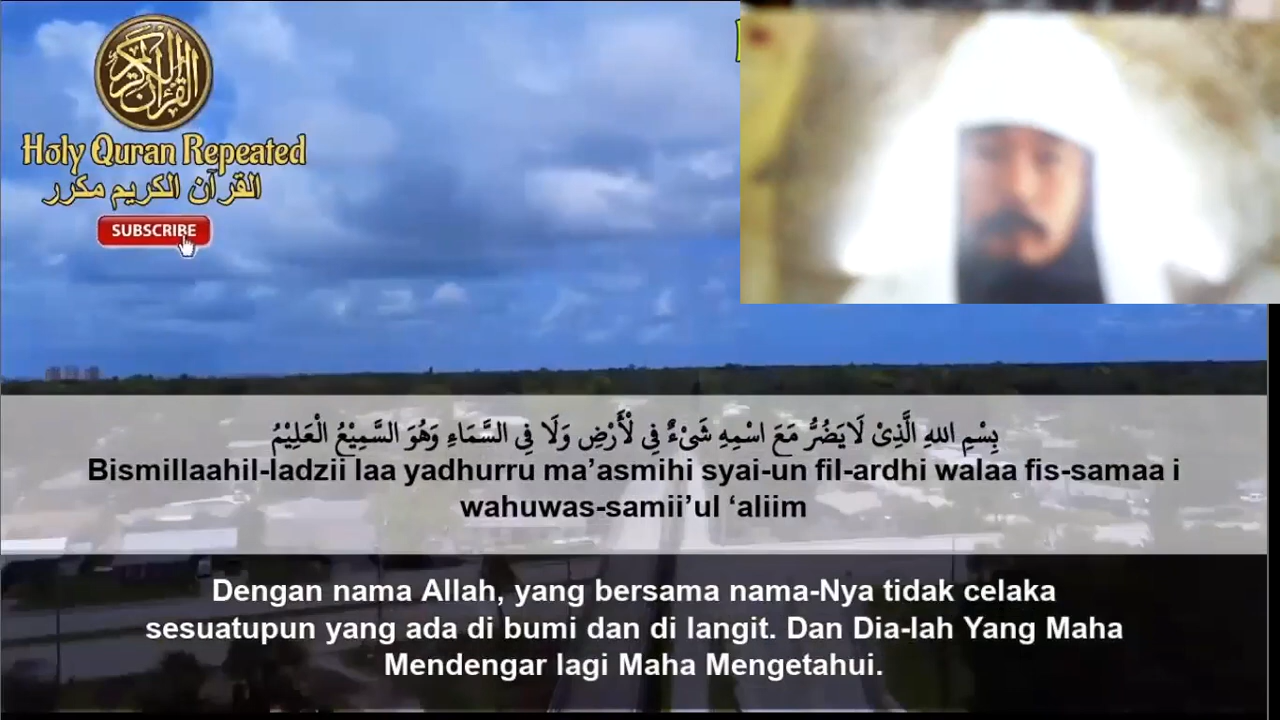 Holy Quran Repeated
القرآن الكريم مكرر
SUBSCRIBE
بِسْمِ اللهِ الَّذِىْ لَايَضُرُّ مَعَ اسْمِهِ شَىْءٌ فِى لْأَرْضِ وَلَا فِى السَّمَاءِ وَهُوَ السَّمِيْعُ الْعَلِيْمُ
Bismillaahil-ladzii laa yadhurru ma’asmihi syai-un fil-ardhi walaa fis-samaa i
wahuwas-samii’ul ‘aliim
Dengan nama Allah, yang bersama nama-Nya tidak celaka
sesuatupun yang ada di bumi dan di langit. Dan Dia-lah Yang Maha
Mendengar lagi Maha Mengetahui.